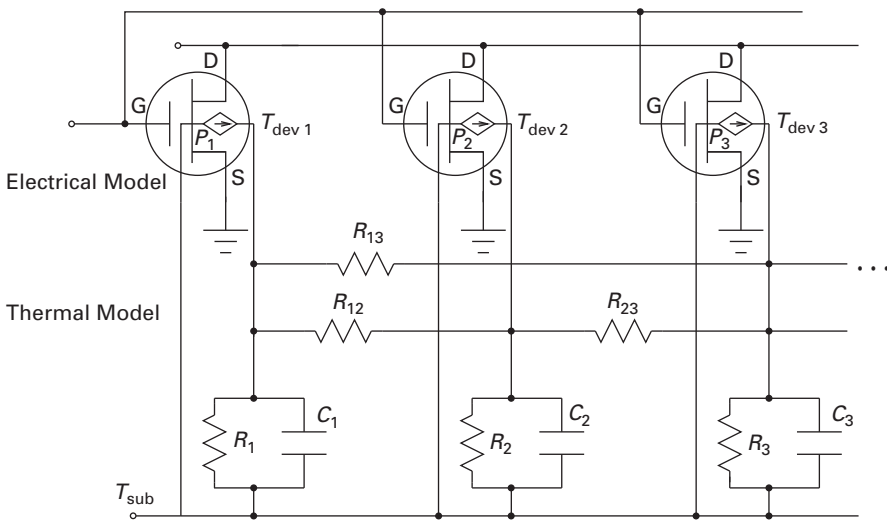 D D D
G G G
P1 Tdev 1 P2 Tdev 2 P3 Tdev 3
S S S
Electrical Model
R13
...
R12 R23
Thermal Model
C1 C2 C3
R1 R2 R3
Tsub